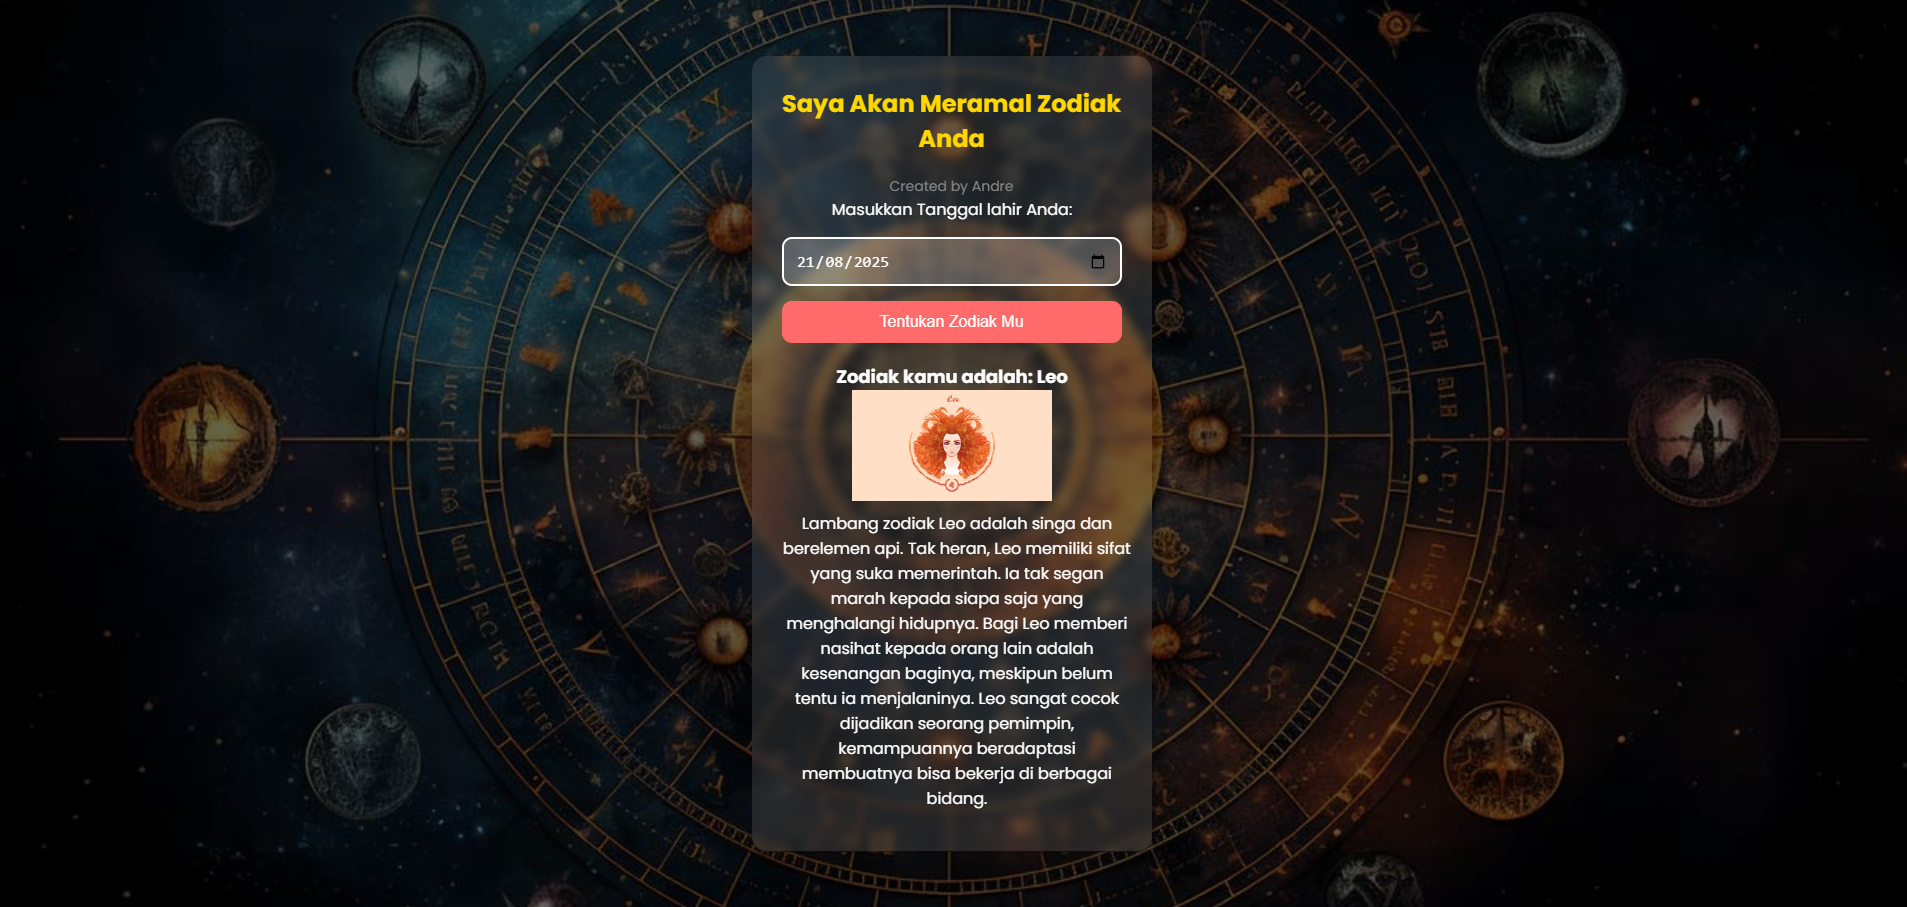 Saya Akan Meramal Zodiak
Anda
Created by Andre
Masukkan Tanggal lahir Anda:
21/08/2025
Tentukan Zodiak Mu
Zodiak kamu adalah: Leo
Leo
Lambang zodiak Leo adalah singa dan
berelemen api. Tak heran, Leo memiliki sifat
yang suka memerintah. Ia tak segan
marah kepada siapa saja yang
menghalangi hidupnya. Bagi Leo memberi
nasihat kepada orang lain adalah
kesenangan baginya, meskipun belum
tentu ia menjalaninya. Leo sangat cocok
dijadikan seorang pemimpin,
kemampuannya beradaptasi
membuatnya bisa bekerja di berbagai
bidang.